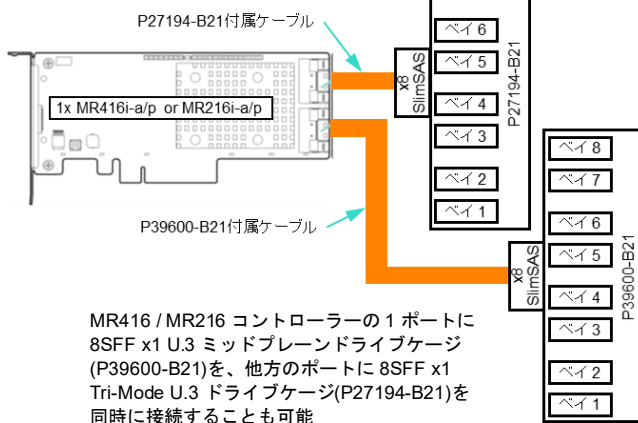 P27194-B21付属ケーブル
1x MR416i-a/p or MR216i-a/p
x8
SlimSAS
ベイ 6
ベイ 5
ベイ 4
ベイ 3
ベイ 2
ベイ 1
P27194-B21
P39600-B21付属ケーブル
x8
SlimSAS
ベイ 8
ベイ 7
ベイ 6
ベイ 5
ベイ 4
ベイ 3
ベイ 2
ベイ 1
P39600-B21
MR416 / MR216 コントローラーの 1 ポートに
8SFF x1 U.3 ミッドプレーンドライブケージ
(P39600-B21)を、他方のポートに 8SFF x1
Tri-Mode U.3 ドライブケージ(P27194-B21)を
同時に接続することも可能